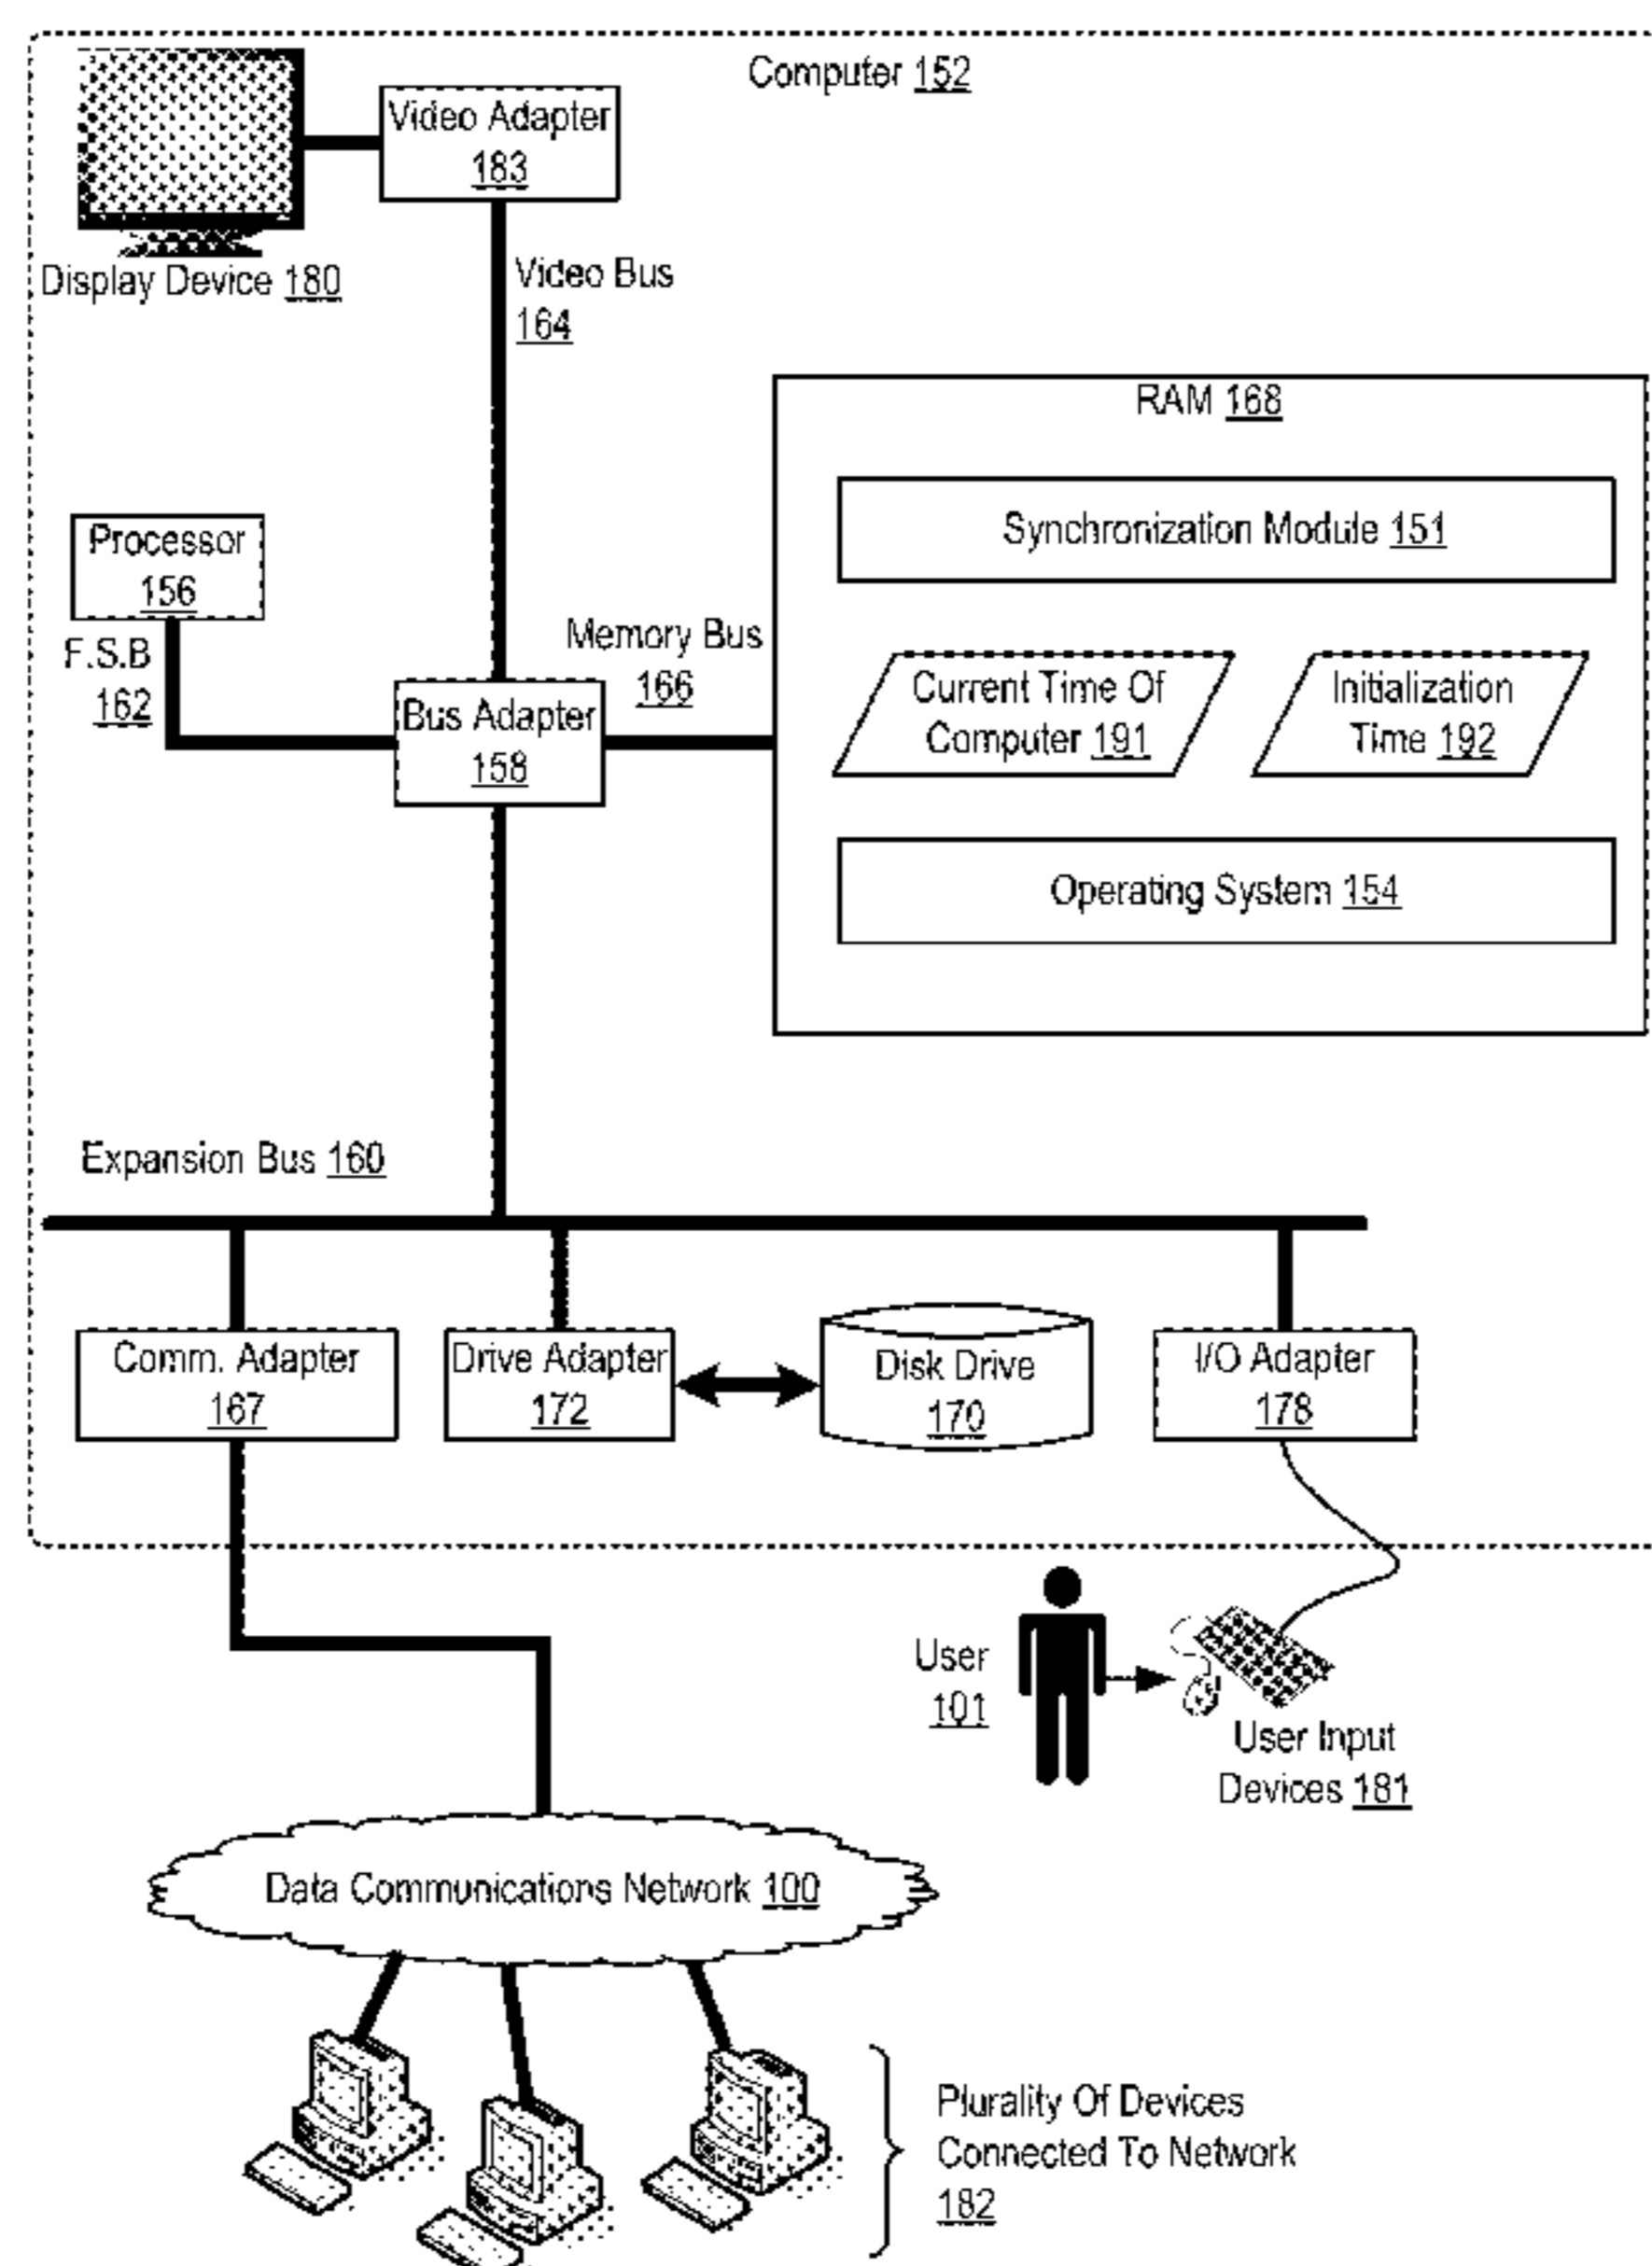 Computer 152
Video Adapter
183
Display Device 180
Video Bus
164
RAM 168
Synchronization Module 151
Processor
156
F.S.B
162
Memory Bus
166
Bus Adapter
158
Current Time Of
Computer 191
Initialization
Time 192
Operating System 154
Expansion Bus 160
Comm. Adapter
167
Drive Adapter
172
Disk Drive
170
I/O Adapter
178
User
101
User Input
Devices 181
Data Communications Network 100
Plurality Of Devices
Connected To Network
182